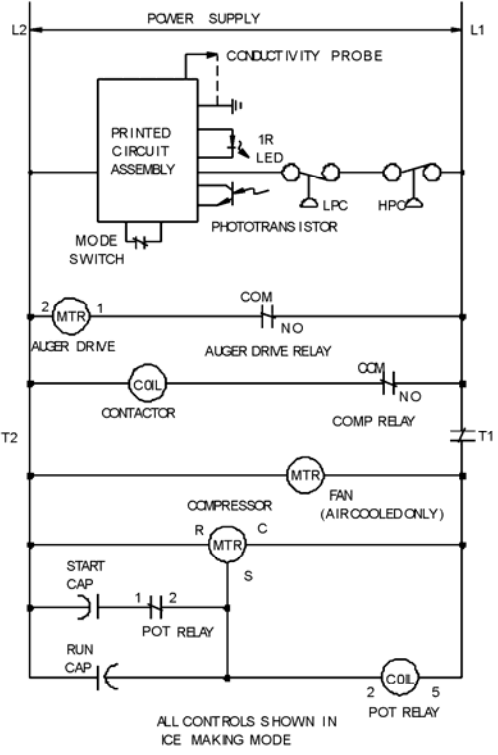 POWER SUPPLY
L2
L1
CONDUCTIVITY PROBE
PRINTED
CIRCUIT
ASSEMBLY
1R
LED
LPC
HPC
PHOTOTRANSISTOR
MODE
SWITCH
2
MTR
1
COM
NO
AUGER DRIVE
AUGER DRIVE RELAY
COM
COIL
NO
CONTACTOR
COMP RELAY
T2
T1
MTR
FAN
(AIR COOLED ONLY)
COMPRESSOR
R
C
MTR
S
START
CAP
1
2
POT RELAY
RUN
CAP
COIL
2
5
POT RELAY
ALL CONTROLS SHOWN IN
ICE MAKING MODE